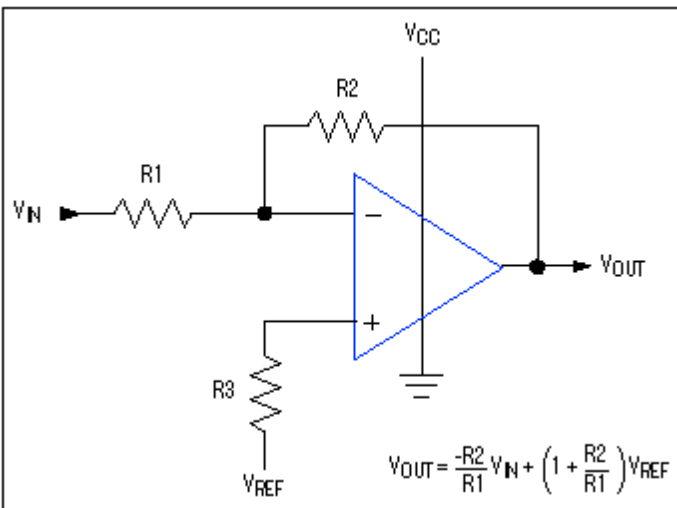 VCC
R2
R1
VIN
−
VOUT
+
R3
VREF
VOUT = -R2/R1 VIN + (1 + R2/R1) VREF